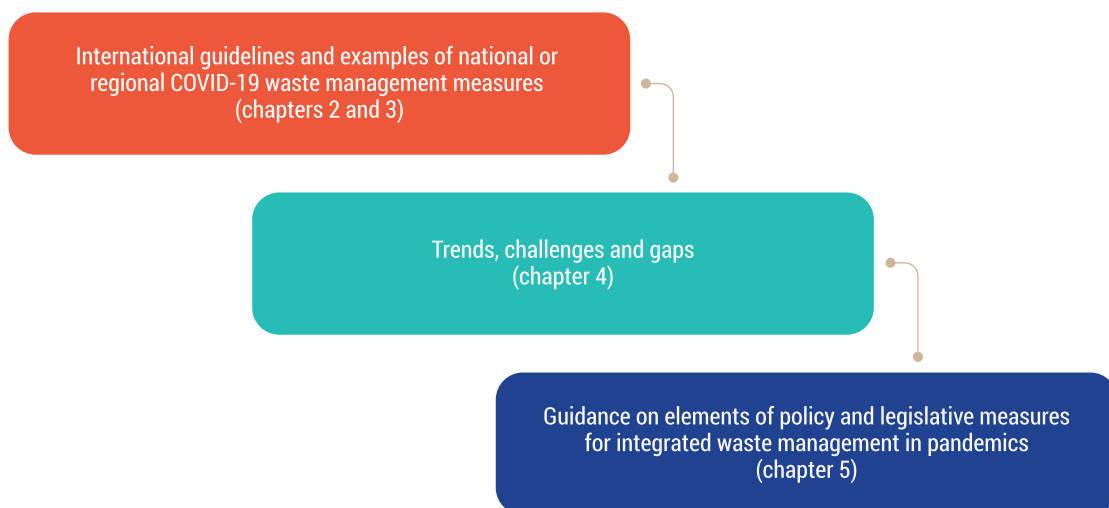 International guidelines and examples of national or
regional COVID-19 waste management measures
(chapters 2 and 3)
Trends, challenges and gaps
(chapter 4)
Guidance on elements of policy and legislative measures
for integrated waste management in pandemics
(chapter 5)